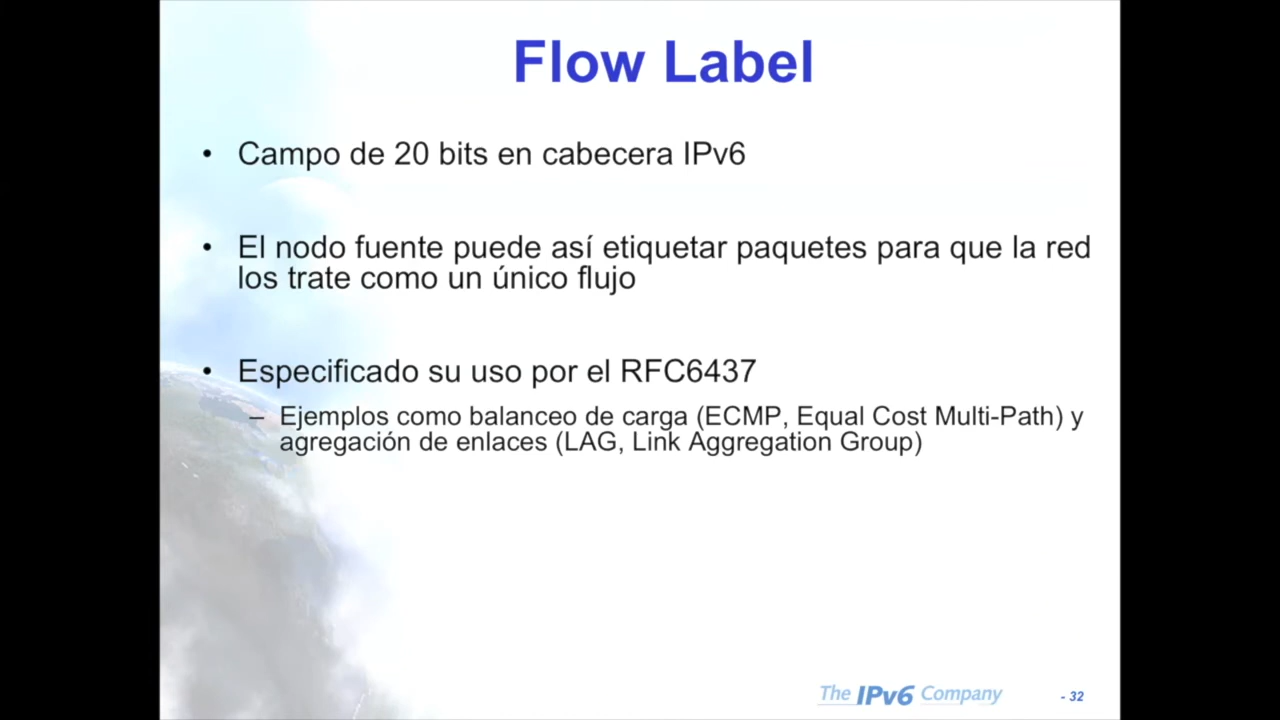 Flow Label
• Campo de 20 bits en cabecera IPv6
• El nodo fuente puede así etiquetar paquetes para que la red
los trate como un único flujo
• Especificado su uso por el RFC6437
– Ejemplos como balanceo de carga (ECMP, Equal Cost Multi-Path) y
agregación de enlaces (LAG, Link Aggregation Group)
The IPv6 Company
- 32